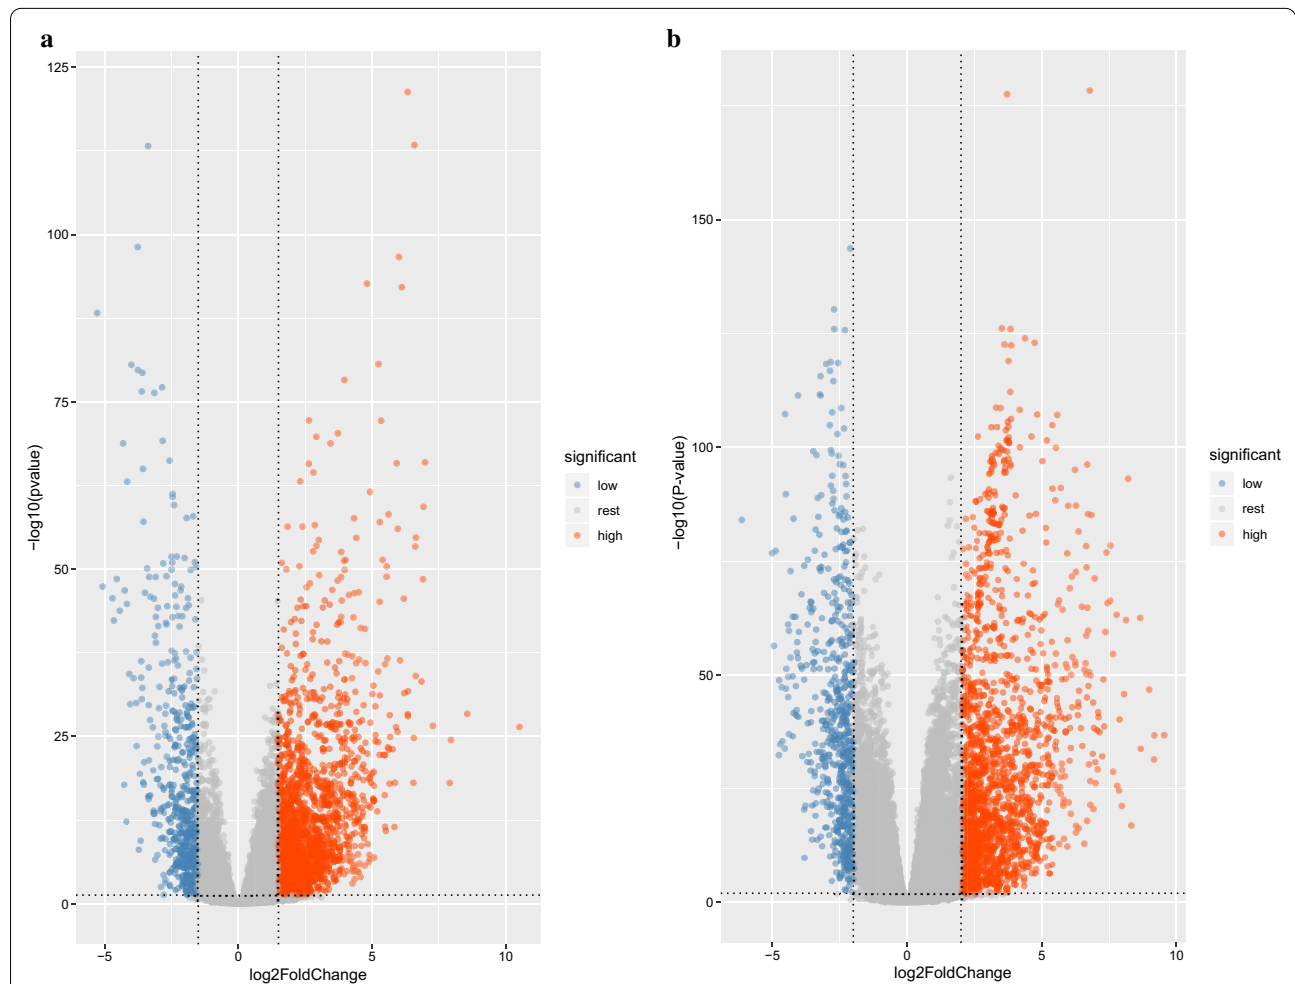 a
b
125
100
75
50
25
0
−log10(pvalue)
−5
0
5
10
log2FoldChange
significant
low
rest
high
150
100
50
0
−log10(P-value)
−5
0
5
10
log2FoldChange
significant
low
rest
high